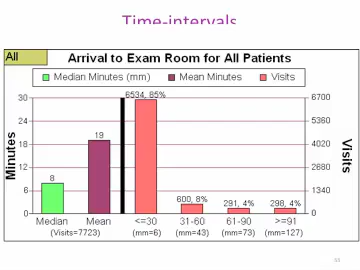 Time-intervals
All
Arrival to Exam Room for All Patients
Median Minutes (mm) Mean Minutes Visits
30 6534, 85% 6700
24 5360
19
18 4020
12 2680
8
6 600, 8% 291, 4% 298, 4% 1340
0 0
Minutes
Visits
Median Mean <=30 31-60 61-90 >=91
(Visits=7723) (mm=6) (mm=43) (mm=73) (mm=127)